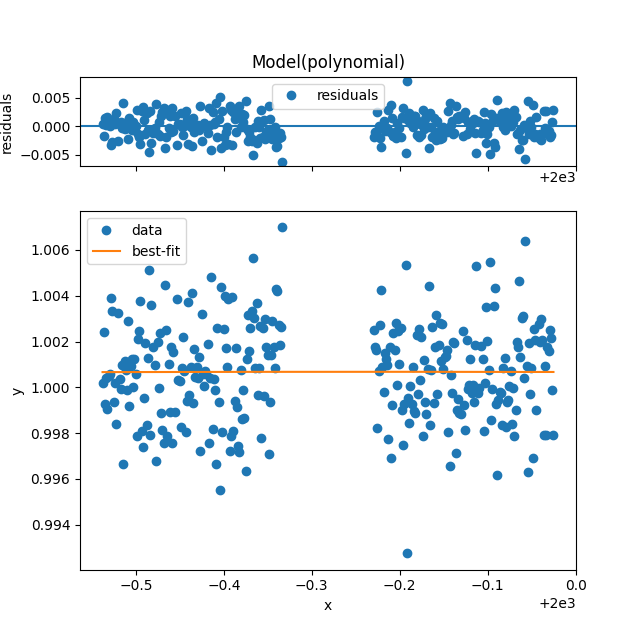 Model(polynomial)
residuals
0.005
0.000
−0.005
residuals
+2e3
data
best-fit
1.006
1.004
1.002
1.000
0.998
0.996
0.994
y
−0.5 −0.4 −0.3 −0.2 −0.1 0.0
x
+2e3